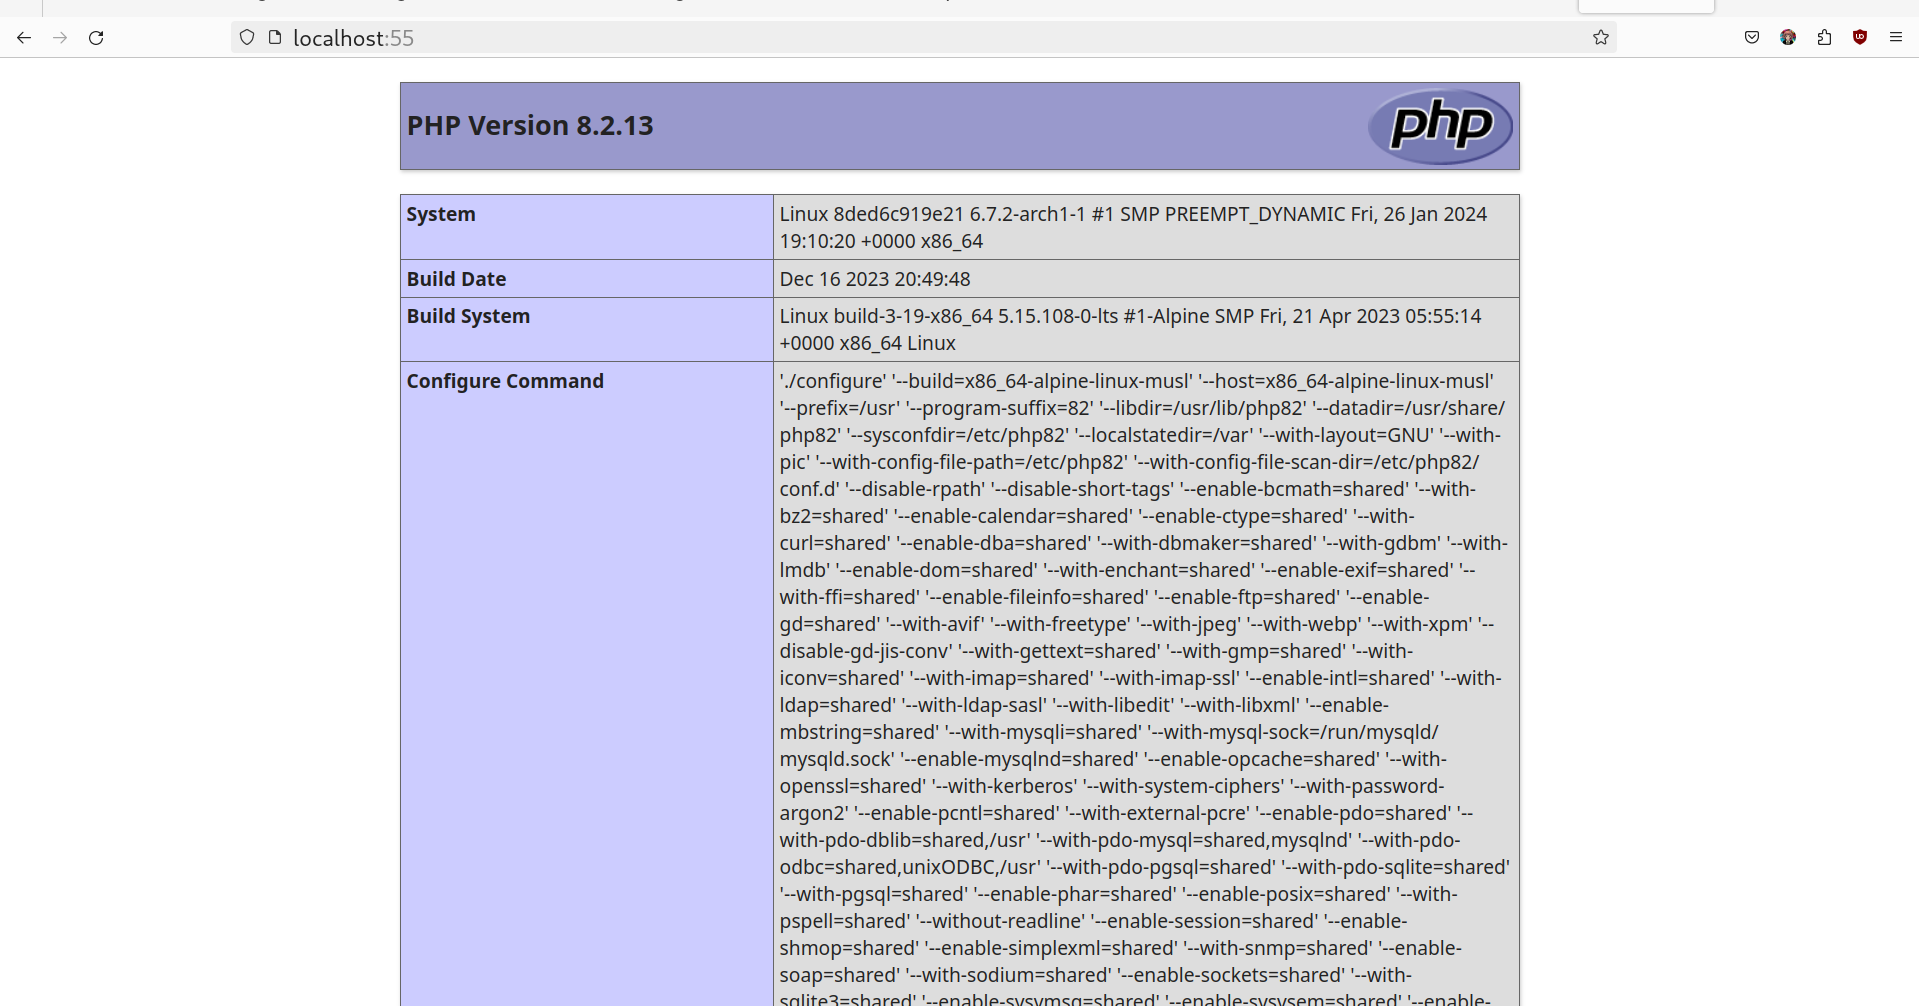 localhost:55
PHP Version 8.2.13
php
System
Linux 8ded6c919e21 6.7.2-arch1-1 #1 SMP PREEMPT_DYNAMIC Fri, 26 Jan 2024
19:10:20 +0000 x86_64
Build Date
Dec 16 2023 20:49:48
Build System
Linux build-3-19-x86_64 5.15.108-0-lts #1-Alpine SMP Fri, 21 Apr 2023 05:55:14
+0000 x86_64 Linux
Configure Command
'./configure' '--build=x86_64-alpine-linux-musl' '--host=x86_64-alpine-linux-musl'
'--prefix=/usr' '--program-suffix=82' '--libdir=/usr/lib/php82' '--datadir=/usr/share/
php82' '--sysconfdir=/etc/php82' '--localstatedir=/var' '--with-layout=GNU' '--with-
pic' '--with-config-file-path=/etc/php82' '--with-config-file-scan-dir=/etc/php82/
conf.d' '--disable-rpath' '--disable-short-tags' '--enable-bcmath=shared' '--with-
bz2=shared' '--enable-calendar=shared' '--enable-ctype=shared' '--with-
curl=shared' '--enable-dba=shared' '--with-dbmaker=shared' '--with-gdbm' '--with-
lmdb' '--enable-dom=shared' '--with-enchant=shared' '--enable-exif=shared' '--
with-ffi=shared' '--enable-fileinfo=shared' '--enable-ftp=shared' '--enable-
gd=shared' '--with-avif' '--with-freetype' '--with-jpeg' '--with-webp' '--with-xpm' '--
disable-gd-jis-conv' '--with-gettext=shared' '--with-gmp=shared' '--with-
iconv=shared' '--with-imap=shared' '--with-imap-ssl' '--enable-intl=shared' '--with-
ldap=shared' '--with-ldap-sasl' '--with-libedit' '--with-libxml' '--enable-
mbstring=shared' '--with-mysqli=shared' '--with-mysql-sock=/run/mysqld/
mysqld.sock' '--enable-mysqlnd=shared' '--enable-opcache=shared' '--with-
openssl=shared' '--with-kerberos' '--with-system-ciphers' '--with-password-
argon2' '--enable-pcntl=shared' '--with-external-pcre' '--enable-pdo=shared' '--
with-pdo-dblib=shared,/usr' '--with-pdo-mysql=shared,mysqlnd' '--with-pdo-
odbc=shared,unixODBC,/usr' '--with-pdo-pgsql=shared' '--with-pdo-sqlite=shared'
'--with-pgsql=shared' '--enable-phar=shared' '--enable-posix=shared' '--with-
pspell=shared' '--without-readline' '--enable-session=shared' '--enable-
shmop=shared' '--enable-simplexml=shared' '--with-snmp=shared' '--enable-
soap=shared' '--with-sodium=shared' '--enable-sockets=shared' '--with-
sqlite3=shared' '--enable-sysvmsg=shared' '--enable-sysvsem=shared' '--enable-